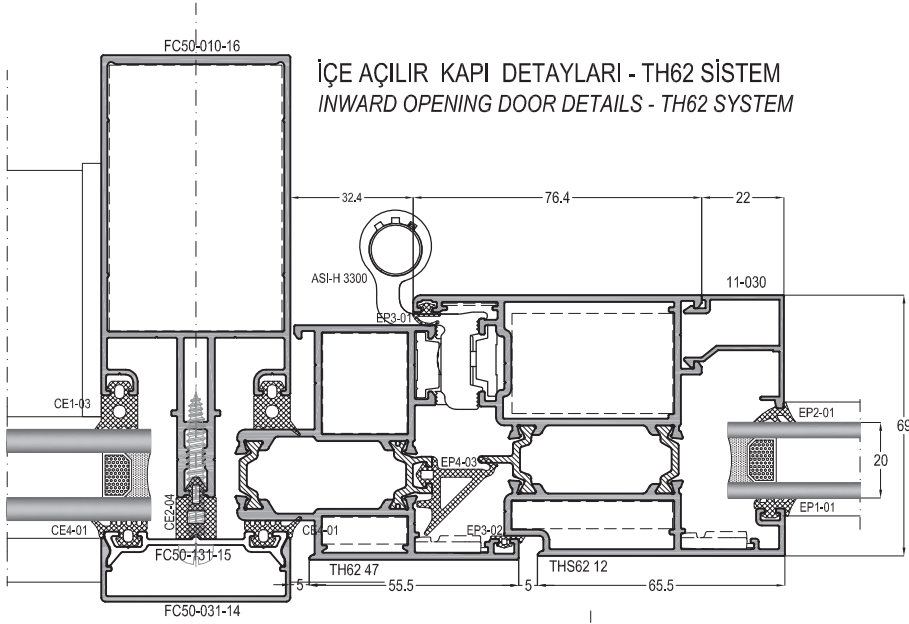 FC50-010-16
İÇE AÇILIR KAPI DETAYLARI - TH62 SİSTEM
INWARD OPENING DOOR DETAILS - TH62 SYSTEM
32.4
76.4
22
ASI-H 3300
11-030
EP3-01
CE1-03
EP2-01
69
EP4-03
20
CE2-04
EP1-01
CE4-01
CE4-01
EP3-02
FC50-131-15
TH62 47
THS62 12
5
55.5
5
65.5
FC50-031-14